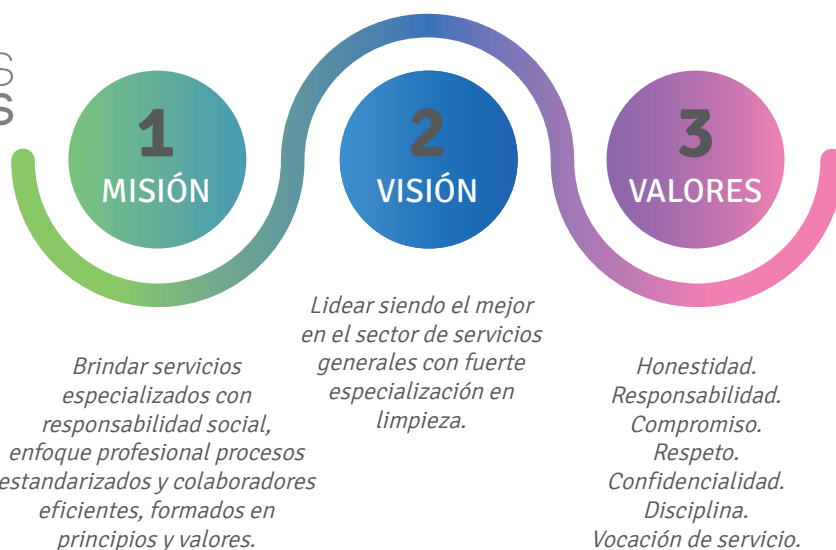 1
MISIÓN
Brindar servicios
especializados con
responsabilidad social,
enfoque profesional procesos
estandarizados y colaboradores
eficientes, formados en
principios y valores.
2
VISIÓN
Lidear siendo el mejor
en el sector de servicios
generales con fuerte
especialización en
limpieza.
3
VALORES
Honestidad.
Responsabilidad.
Compromiso.
Respeto.
Confidencialidad.
Disciplina.
Vocación de servicio.